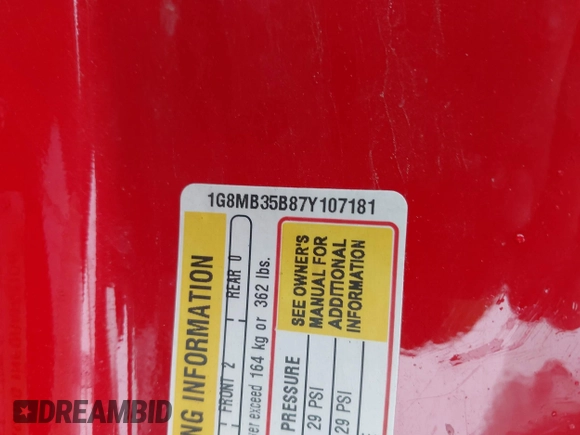 1G8MB35B87Y107181
NG INFORMATION
FRONT 2 REAR 0
exceed 164 kg or 362 lbs.
SEE OWNER'S
MANUAL FOR
ADDITIONAL
INFORMATION
PRESSURE
29 PSI
29 PSI
DREAMBID